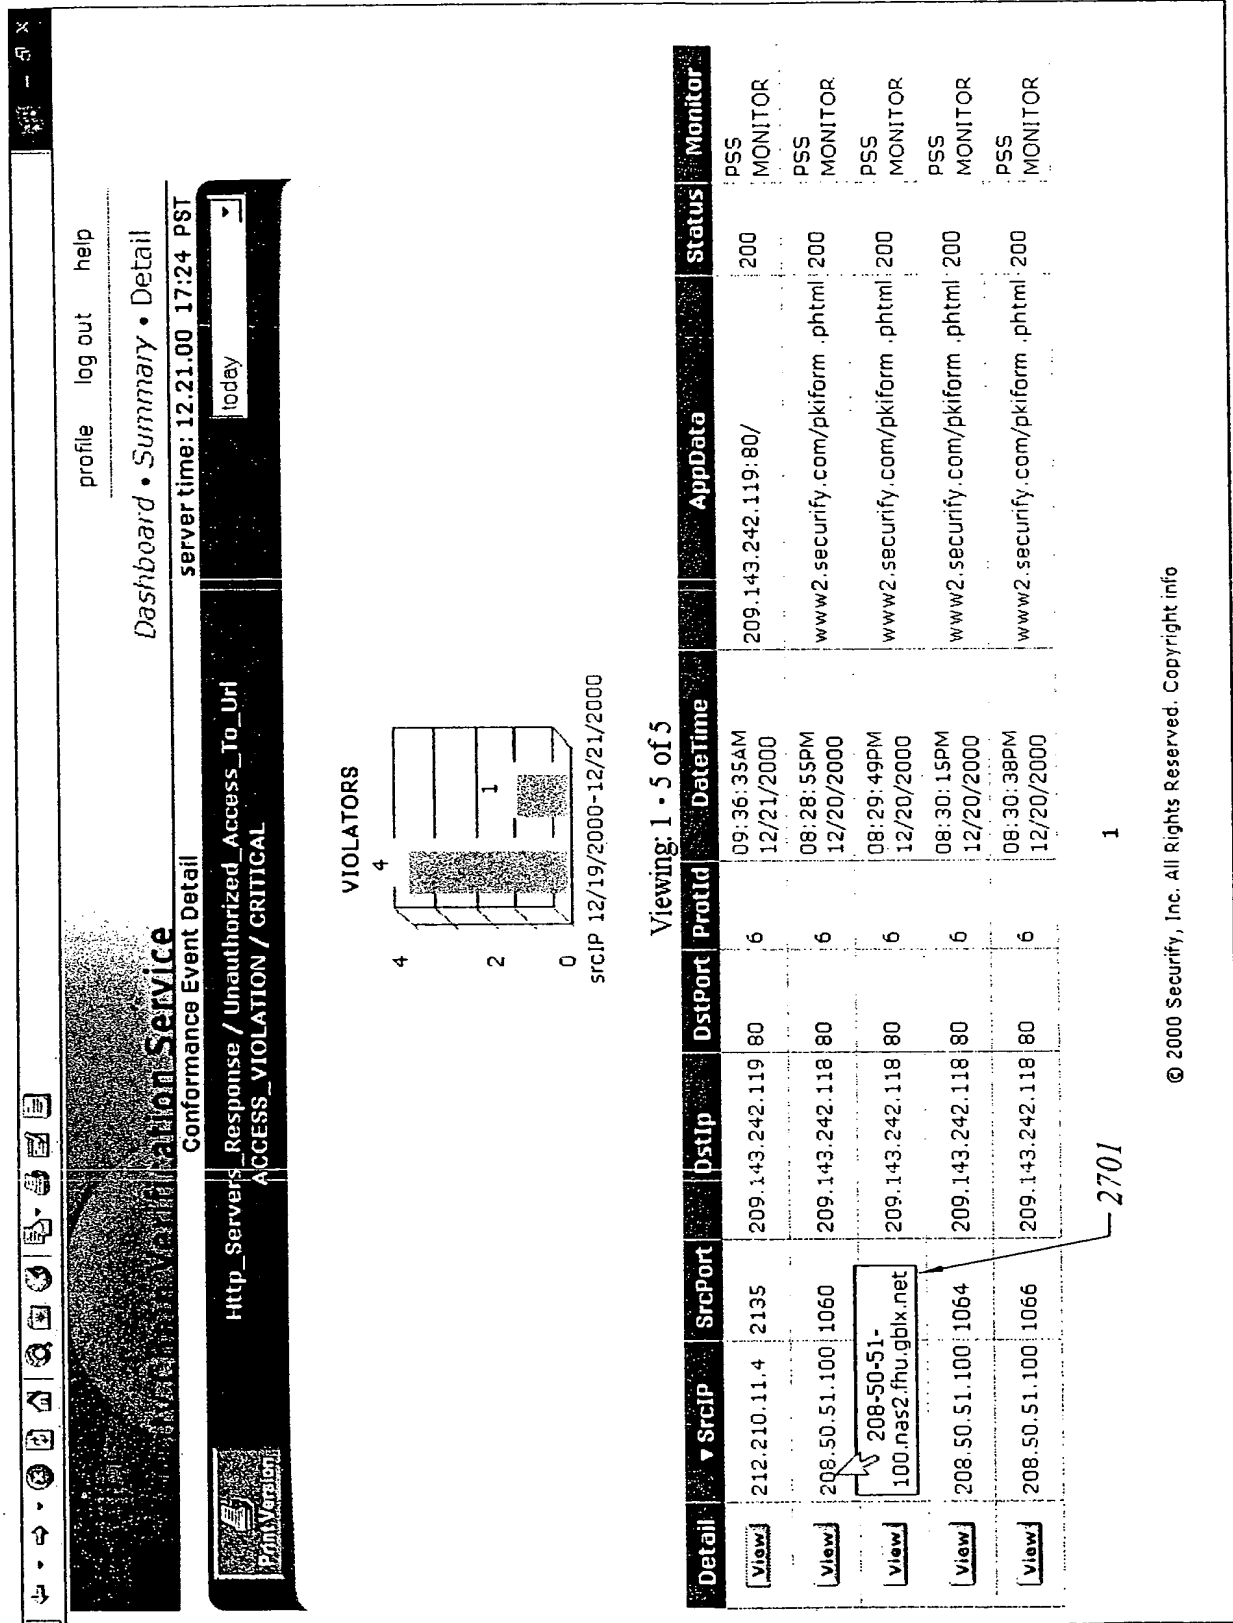 profile log out help
Verification Service
Dashboard • Summary • Detail
Conformance Event Detail
server time: 12.21.00 17:24 PST
Print Version
Http_Servers_Response / Unauthorized_Access_To_Url
ACCESS_VIOLATION / CRITICAL
today
VIOLATORS
4
2
0
4
1
srcIP 12/19/2000-12/21/2000
Viewing: 1 - 5 of 5
Detail ▼ SrcIP SrcPort DstIp DstPort ProtId DateTime AppData Status Monitor
View 212.210.11.4 2135 209.143.242.119 80 6 09:36:35AM 12/21/2000 209.143.242.119:80/ 200 PSS MONITOR
View 208.50.51.100 1060 209.143.242.118 80 6 08:28:55PM 12/20/2000 www2.securify.com/pkiform .phtml 200 PSS MONITOR
View 209.143.242.118 80 6 08:29:49PM 12/20/2000 www2.securify.com/pkiform .phtml 200 PSS MONITOR
208-50-51-
100.nas2.fhu.gblx.net
View 208.50.51.100 1064 209.143.242.118 80 6 08:30:15PM 12/20/2000 www2.securify.com/pkiform .phtml 200 PSS MONITOR
View 208.50.51.100 1066 209.143.242.118 80 6 08:30:38PM 12/20/2000 www2.securify.com/pkiform .phtml 200 PSS MONITOR
2701
1
© 2000 Securify, Inc. All Rights Reserved. Copyright info